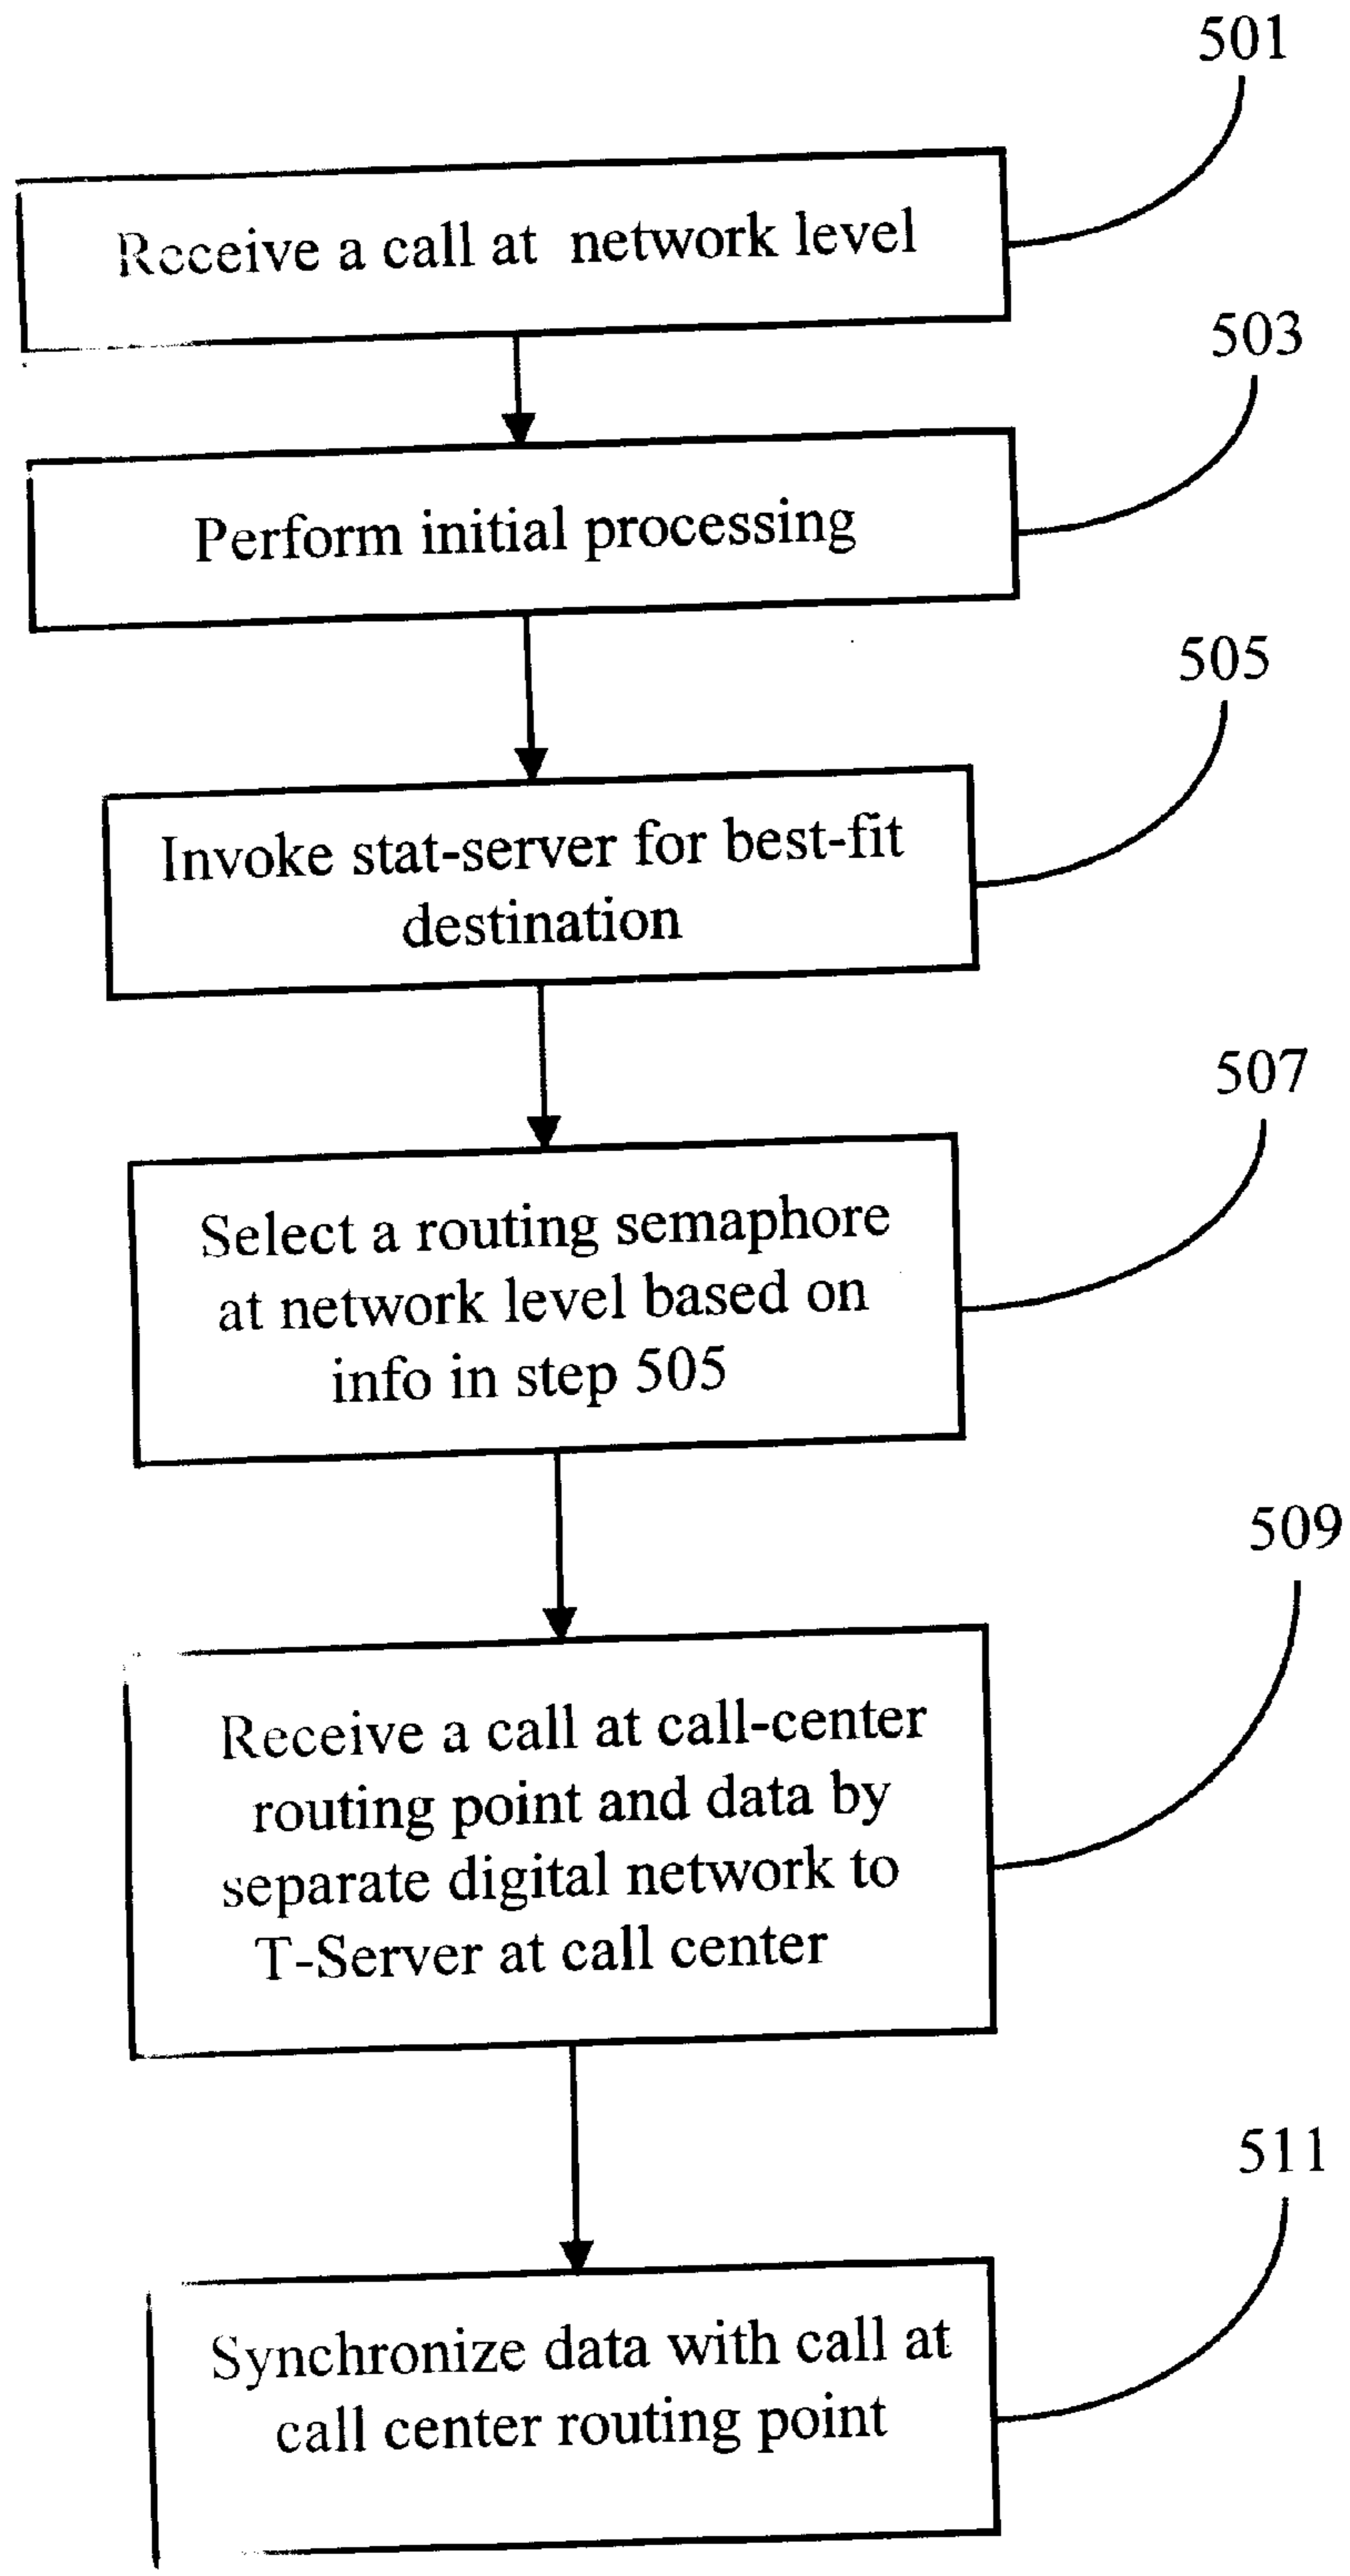 501
Receive a call at network level
503
Perform initial processing
505
Invoke stat-server for best-fit
destination
507
Select a routing semaphore
at network level based on
info in step 505
509
Receive a call at call-center
routing point and data by
separate digital network to
T-Server at call center
511
Synchronize data with call at
call center routing point